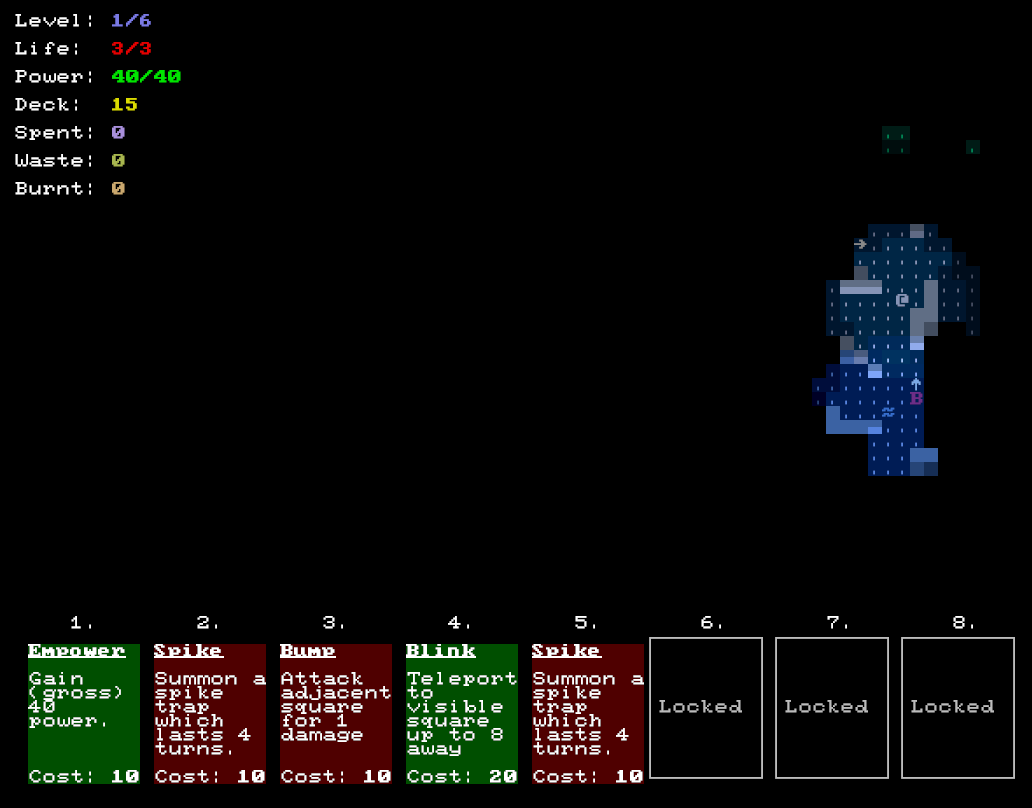 Level: 1/6
Life: 3/3
Power: 40/40
Deck: 15
Spent: 0
Waste: 0
Burnt: 0
→
@
↑
B
≈
1. 2. 3. 4. 5. 6. 7. 8.
Empower
Gain
(gross)
40
power.
Cost: 10
Spike
Summon a
spike
trap
which
lasts 4
turns.
Cost: 10
Bump
Attack
adjacent
square
for 1
damage
Cost: 10
Blink
Teleport
to
visible
square
up to 8
away
Cost: 20
Spike
Summon a
spike
trap
which
lasts 4
turns.
Cost: 10
Locked
Locked
Locked